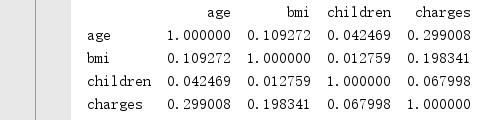 age bmi children charges
age 1.000000 0.109272 0.042469 0.299008
bmi 0.109272 1.000000 0.012759 0.198341
children 0.042469 0.012759 1.000000 0.067998
charges 0.299008 0.198341 0.067998 1.000000